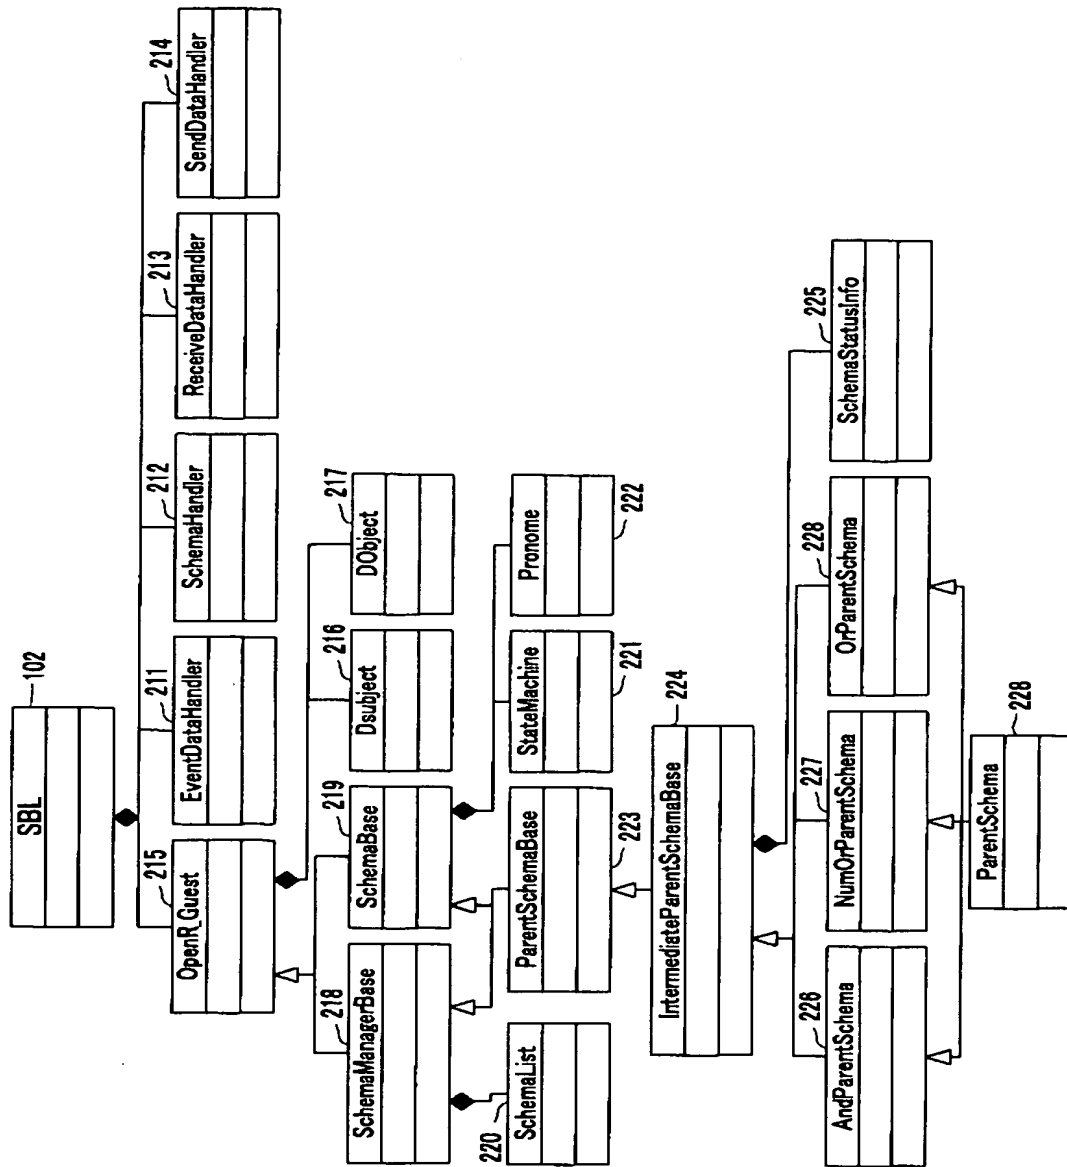 SBL
102
215
OpenR_Guest
211
EventDataHandler
212
SchemaHandler
213
ReceiveDataHandler
214
SendDataHandler
218
SchemaManagerBase
219
SchemaBase
216
Dsubject
217
DObject
220
SchemaList
ParentSchemaBase
223
StateMachine
221
Pronome
222
IntermediateParentSchemaBase
224
226
AndParentSchema
227
NumOrParentSchema
228
OrParentSchema
225
SchemaStatusInfo
ParentSchema
228